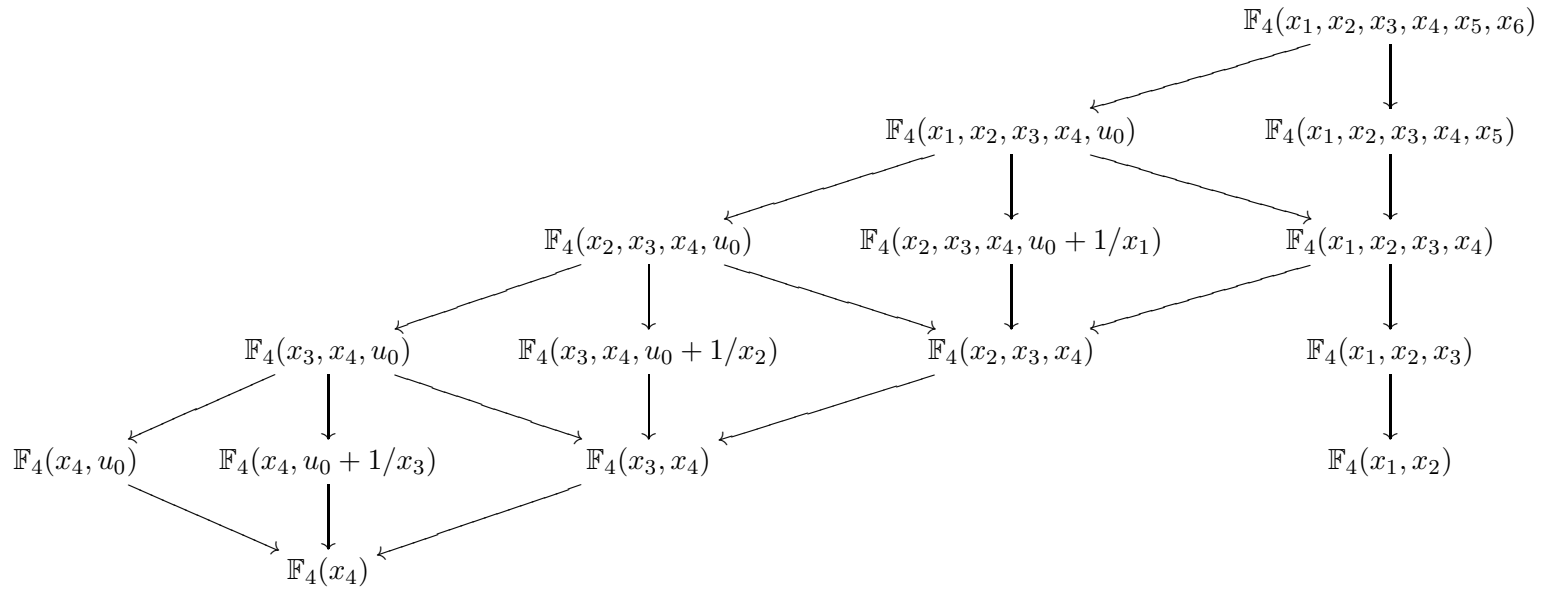 𝔽₄(x₁, x₂, x₃, x₄, x₅, x₆)
𝔽₄(x₁, x₂, x₃, x₄, u₀) 𝔽₄(x₁, x₂, x₃, x₄, x₅)
𝔽₄(x₂, x₃, x₄, u₀) 𝔽₄(x₂, x₃, x₄, u₀ + 1/x₁) 𝔽₄(x₁, x₂, x₃, x₄)
𝔽₄(x₃, x₄, u₀) 𝔽₄(x₃, x₄, u₀ + 1/x₂) 𝔽₄(x₂, x₃, x₄) 𝔽₄(x₁, x₂, x₃)
𝔽₄(x₄, u₀) 𝔽₄(x₄, u₀ + 1/x₃) 𝔽₄(x₃, x₄) 𝔽₄(x₁, x₂)
𝔽₄(x₄)